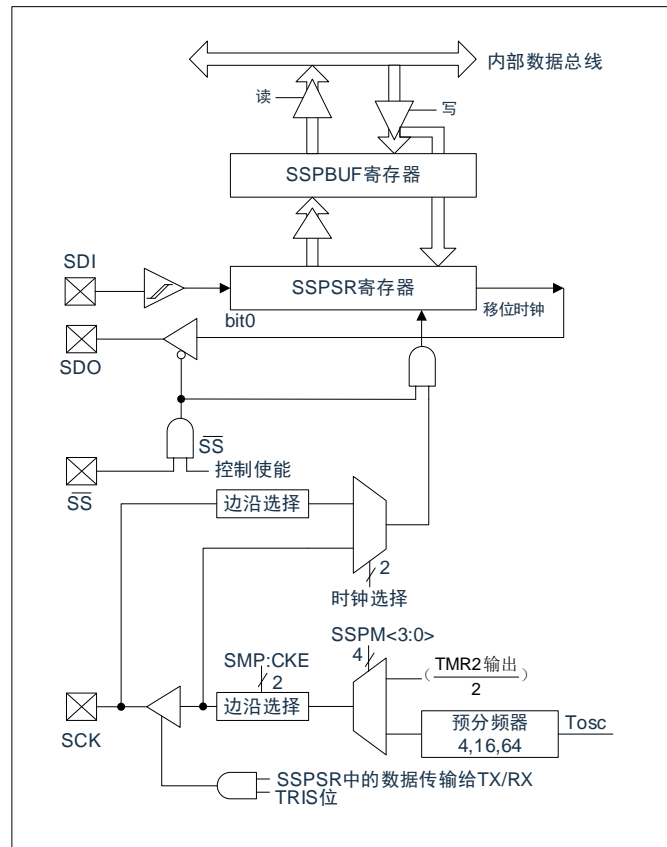 内部数据总线
读
写
SSPBUF寄存器
SDI
SSPSR寄存器
bit0
移位时钟
SDO
SS
SS
控制使能
边沿选择
2
时钟选择
SSPM<3:0>
4
SMP:CKE
2
(TMR2输出
2)
边沿选择
预分频器
4,16,64
Tosc
SCK
SSPSR中的数据传输给TX/RX
TRIS位